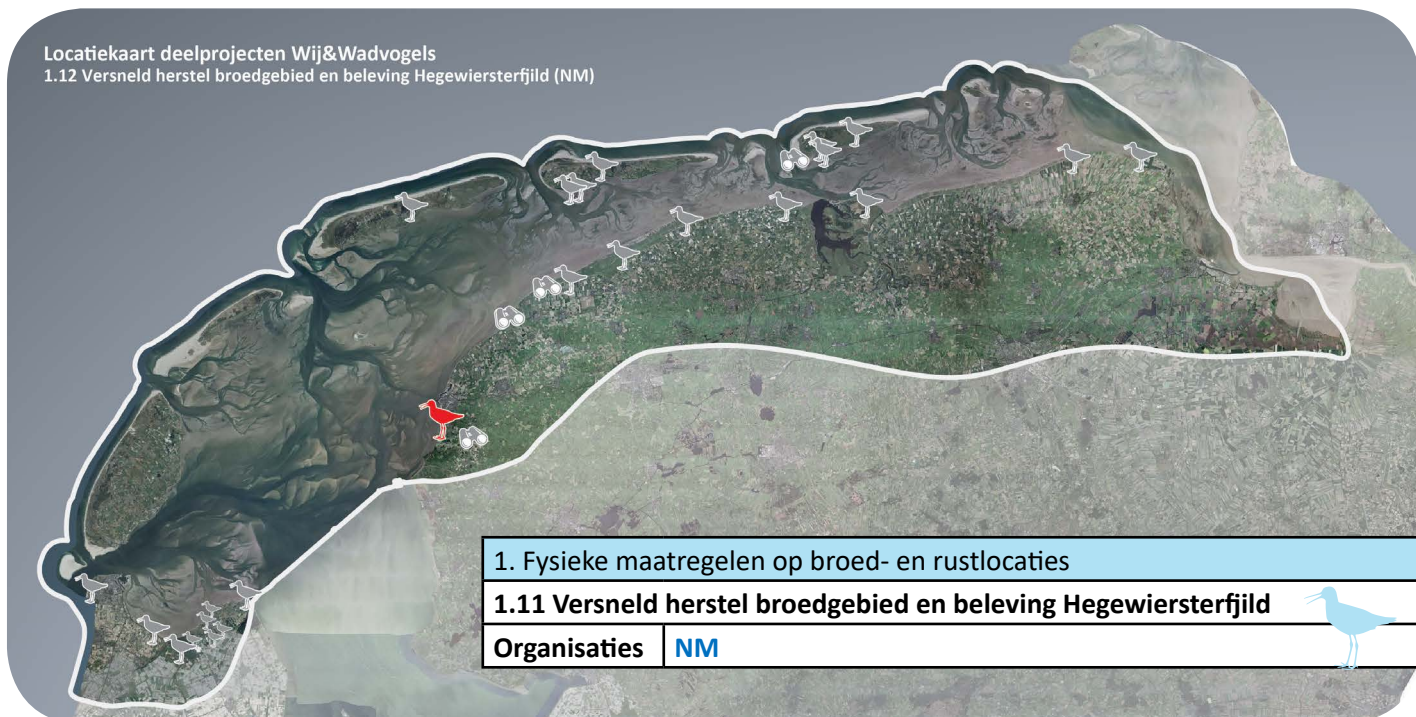 Locatiekaart deelprojecten Wij&Wadvogels
1.12 Versneld herstel broedgebied en beleving Hegewiersterfjild (NM)
1. Fysieke maatregelen op broed- en rustlocaties
1.11 Versneld herstel broedgebied en beleving Hegewiersterfjild
Organisaties NM